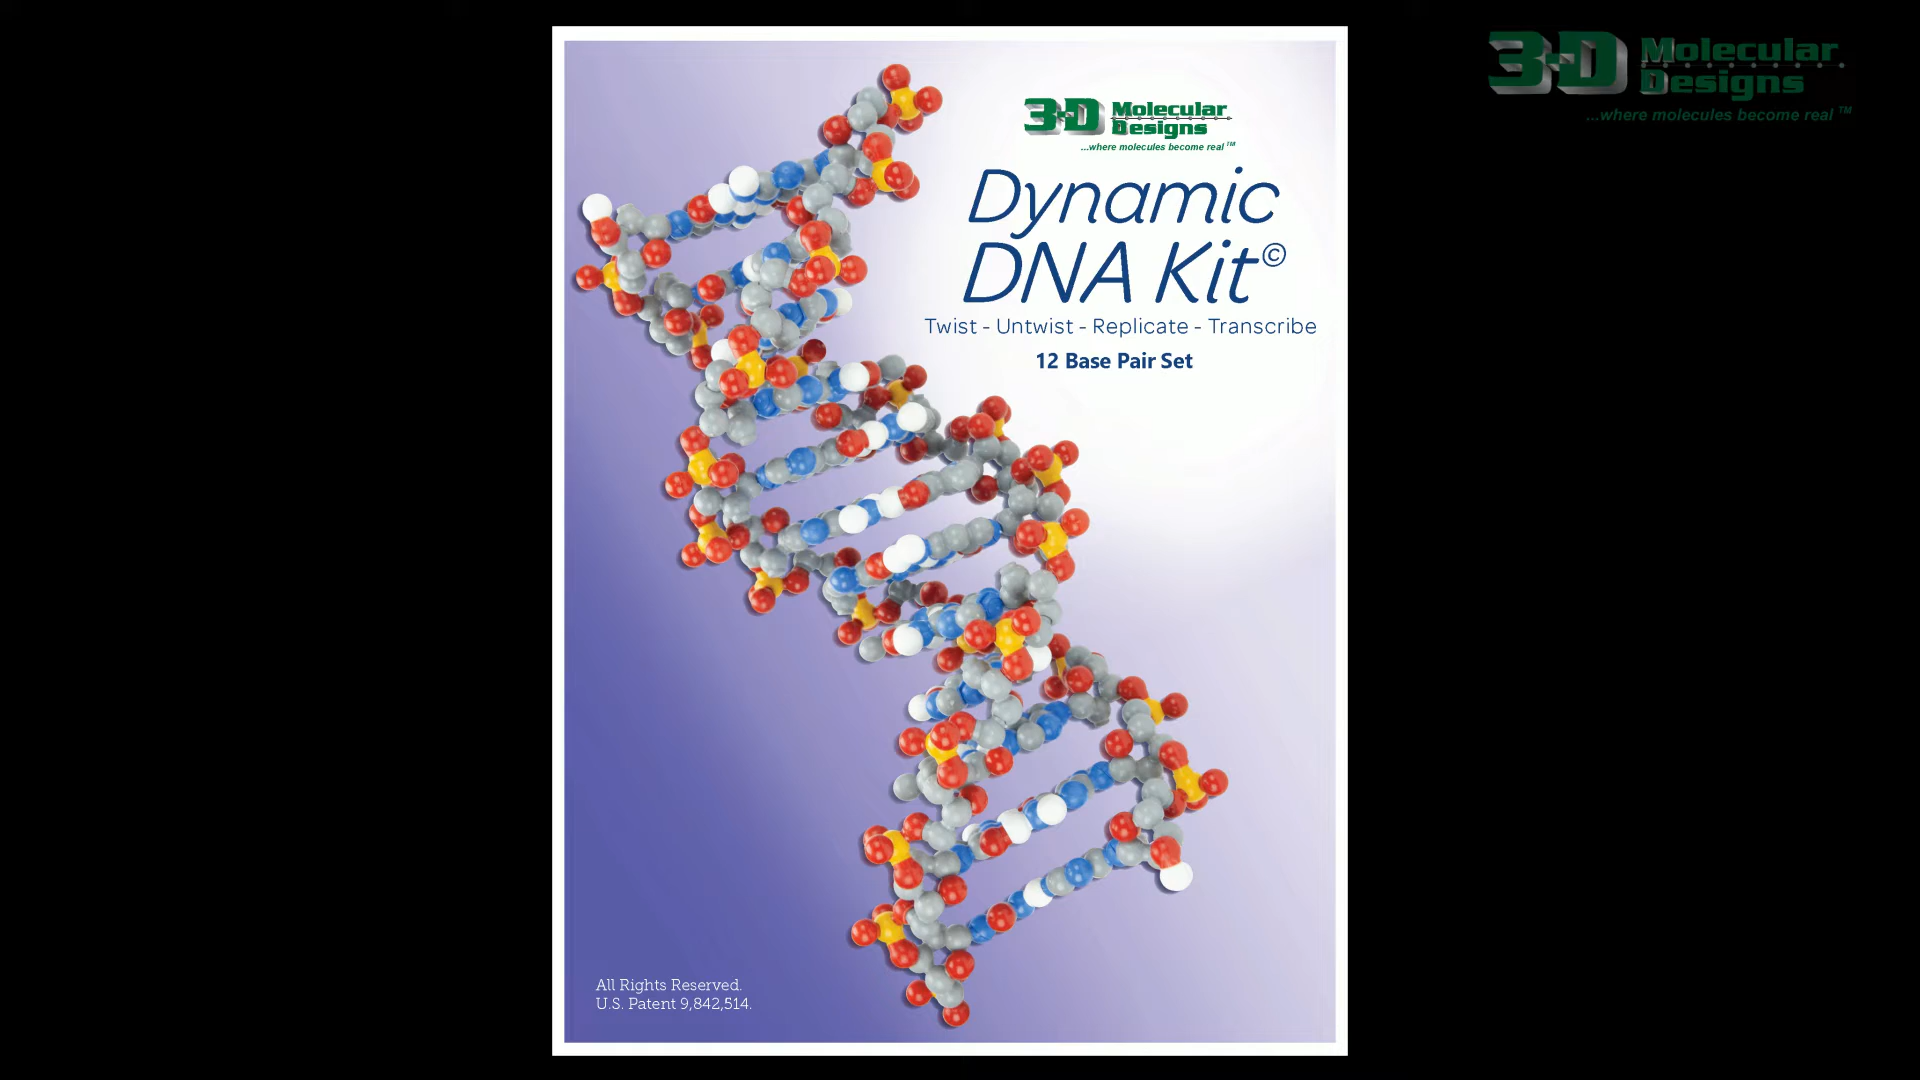 3-D Molecular
Designs
...where molecules become real ™
3-D Molecular
Designs
...where molecules become real ™
Dynamic
DNA Kit©
Twist - Untwist - Replicate - Transcribe
12 Base Pair Set
All Rights Reserved.
U.S. Patent 9,842,514.